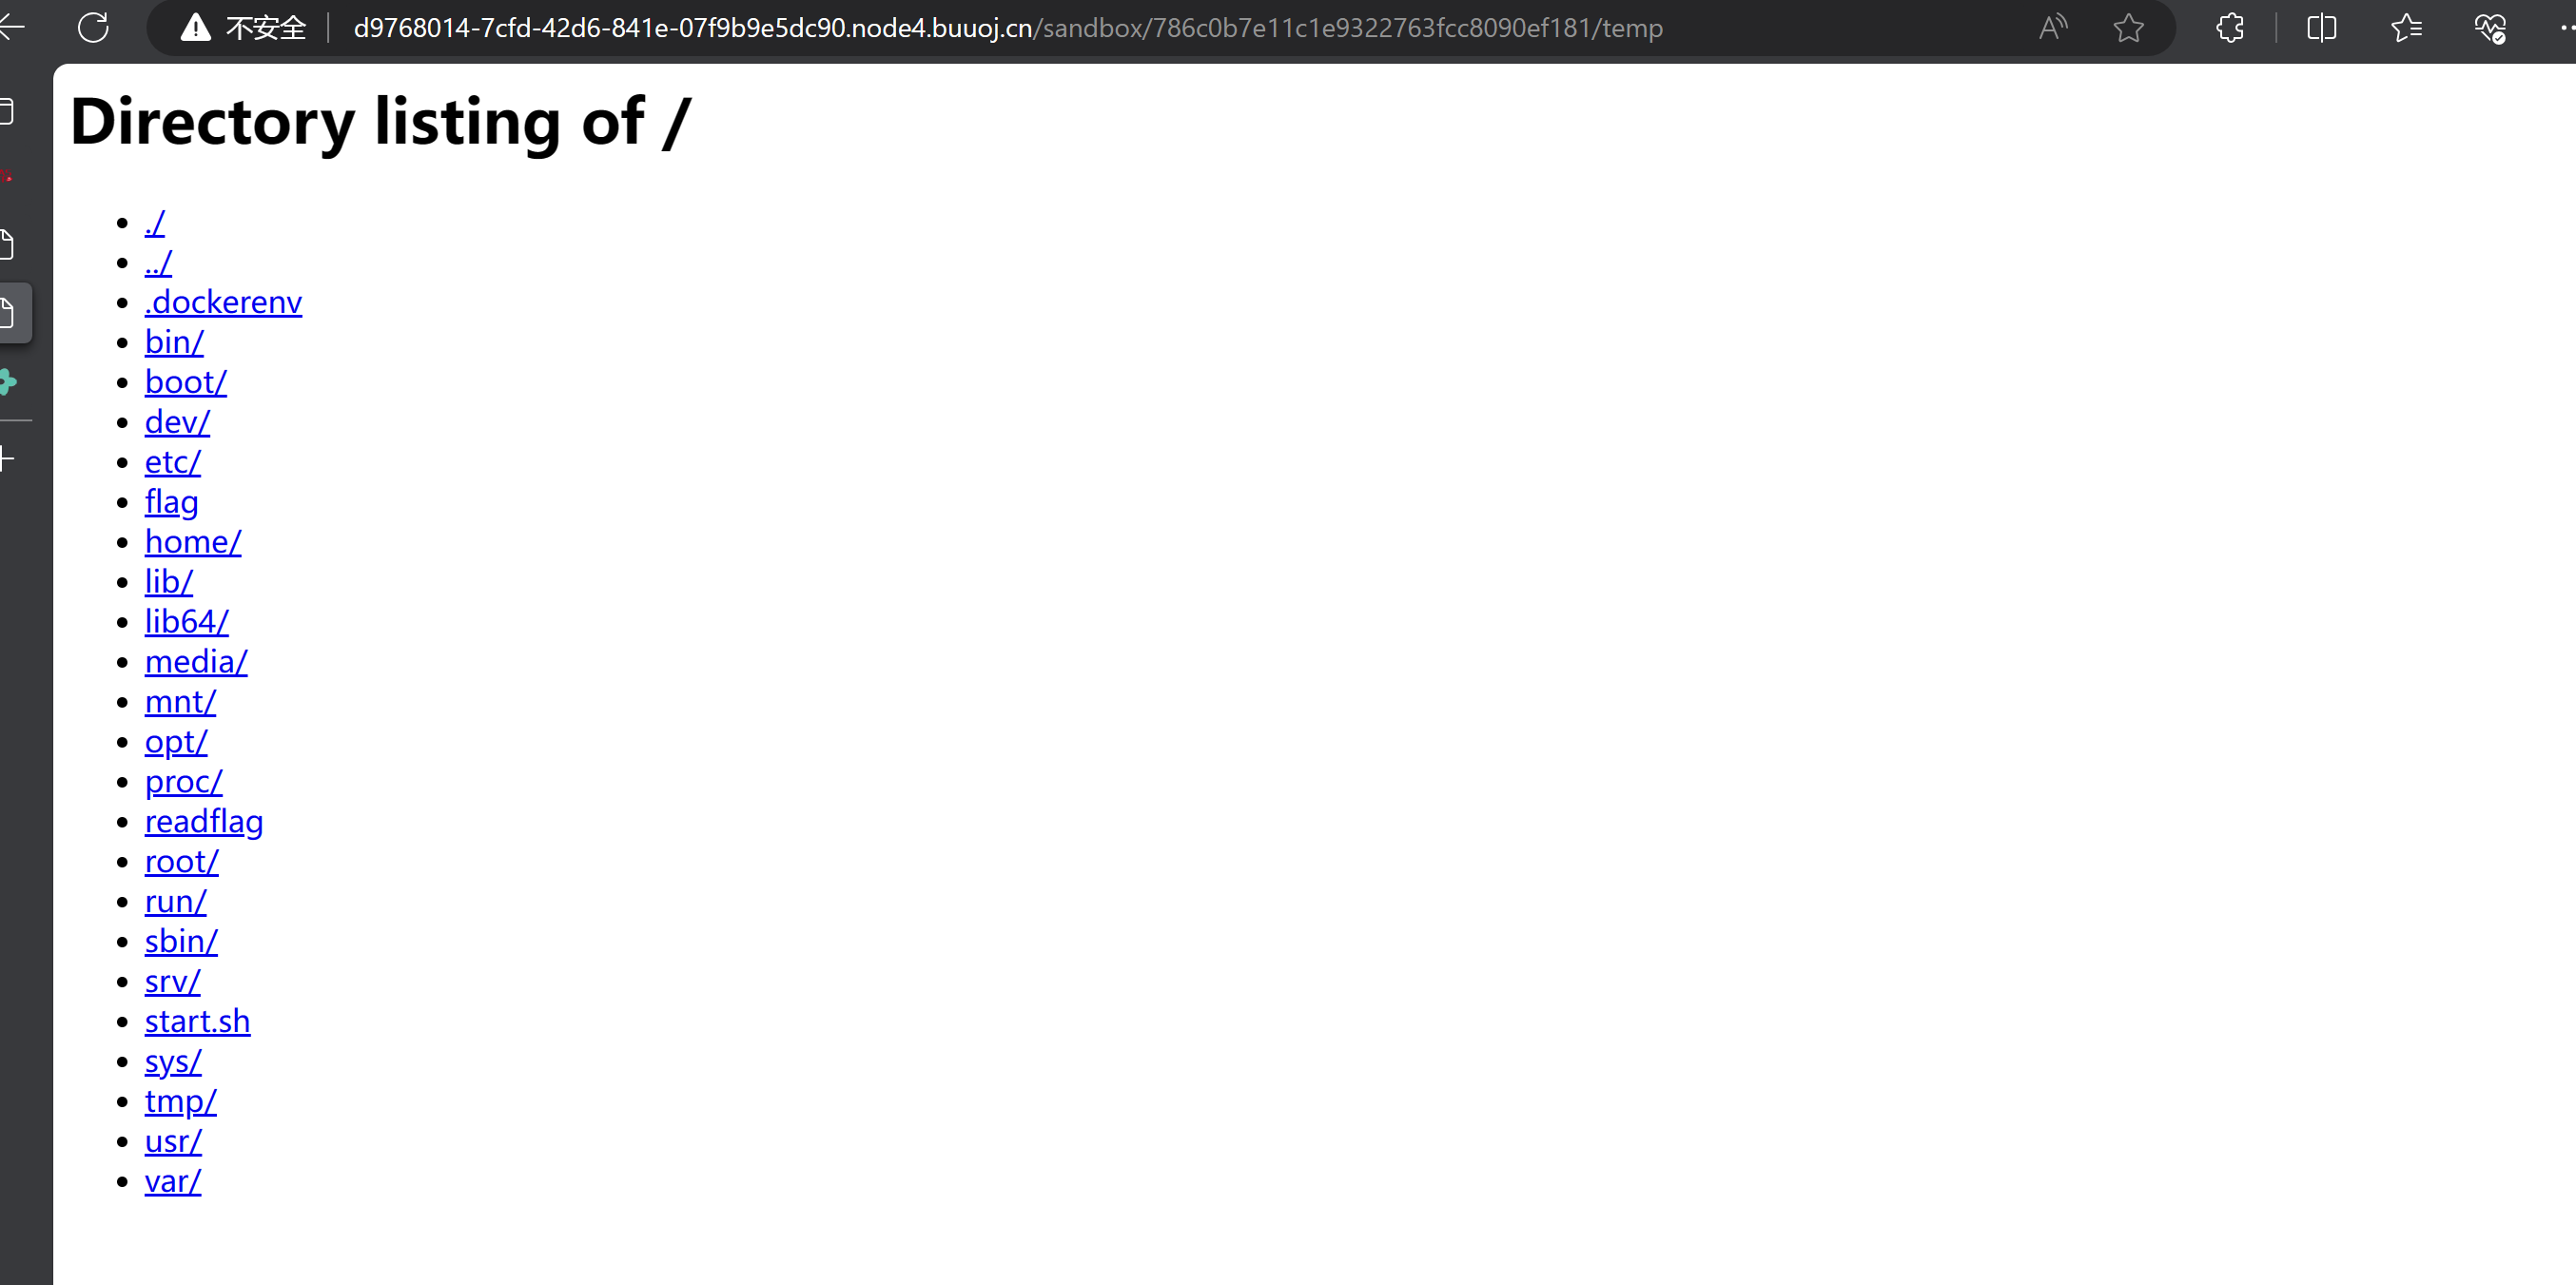 不安全 d9768014-7cfd-42d6-841e-07f9b9e5dc90.node4.buuoj.cn/sandbox/786c0b7e11c1e9322763fcc8090ef181/temp
Directory listing of /
./
../
.dockerenv
bin/
boot/
dev/
etc/
flag
home/
lib/
lib64/
media/
mnt/
opt/
proc/
readflag
root/
run/
sbin/
srv/
start.sh
sys/
tmp/
usr/
var/